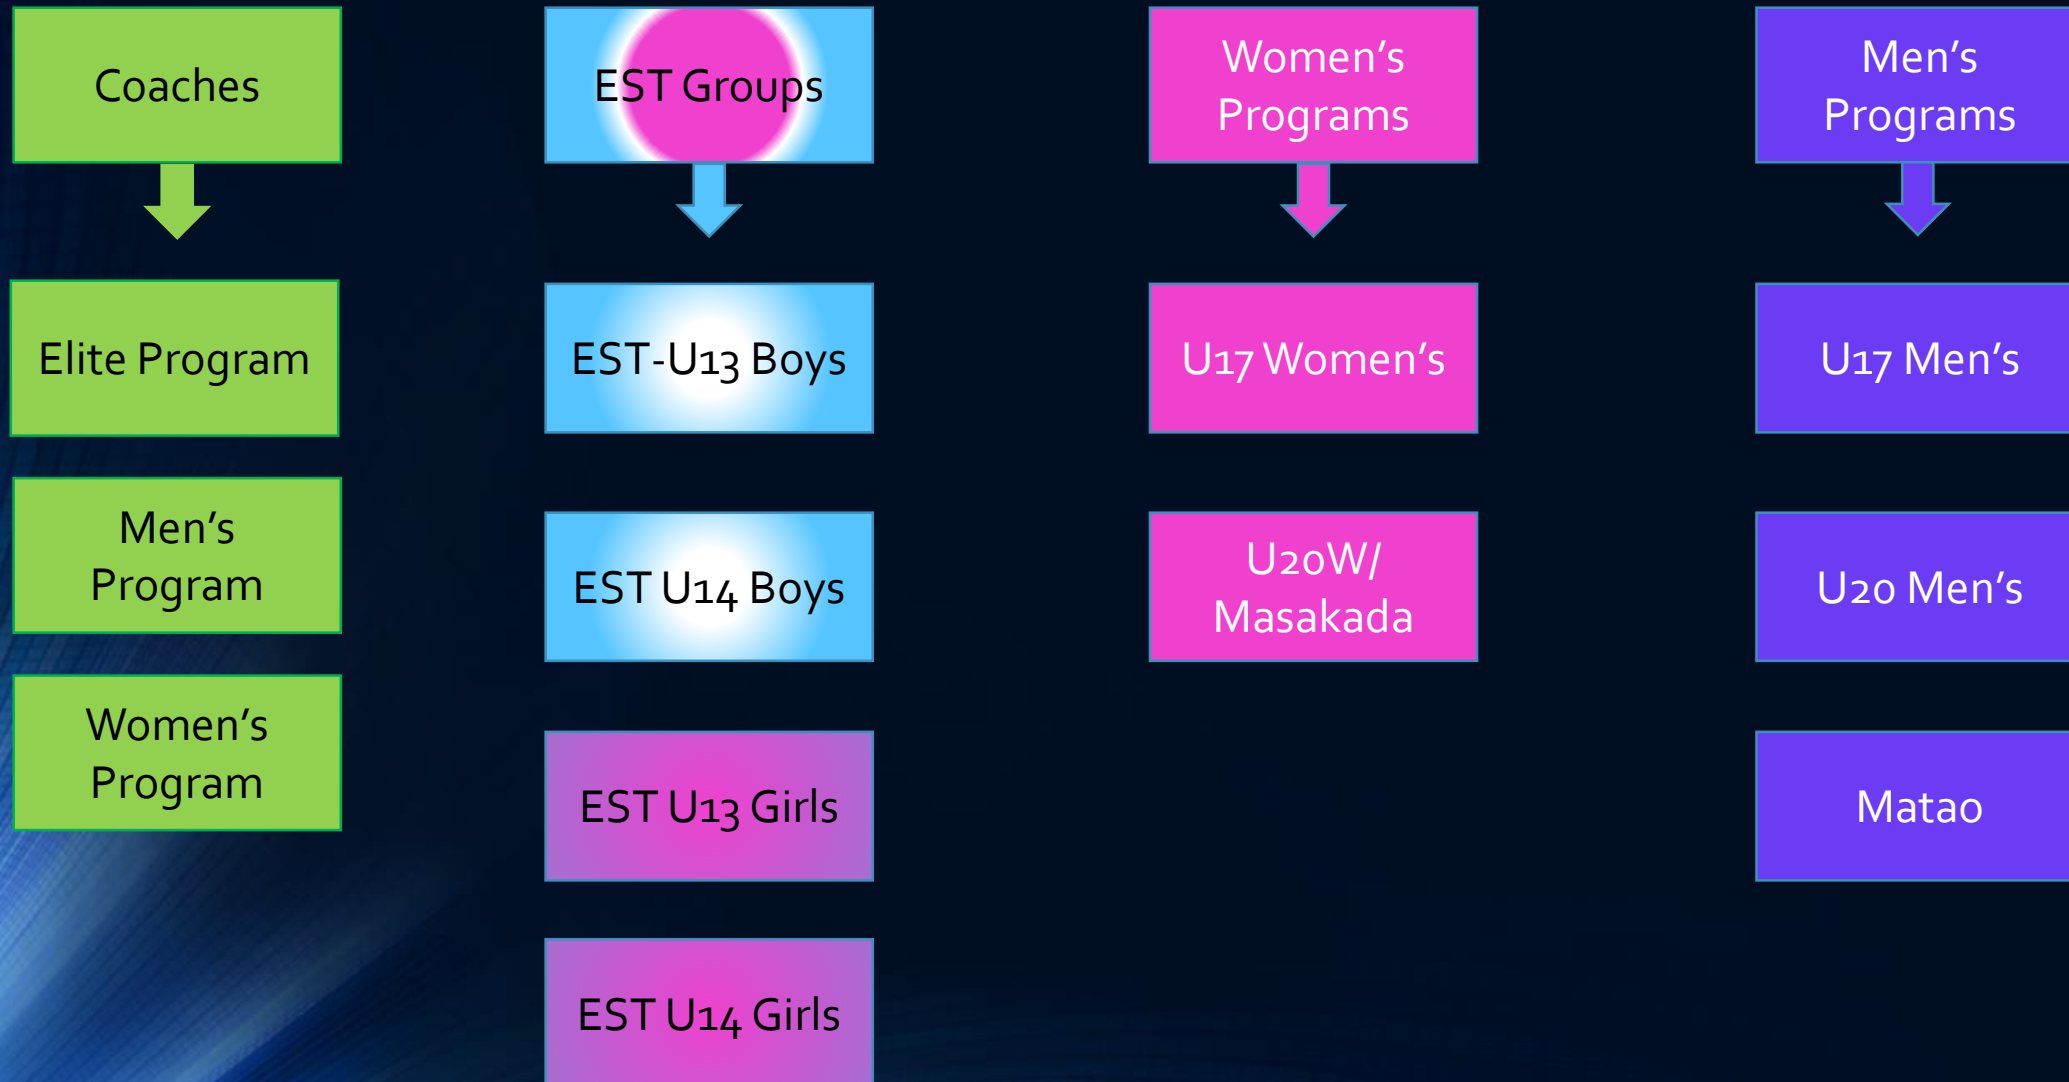 Coaches
Elite Program
Men’s
Program
Women’s
Program
EST Groups
EST-U13 Boys
EST U14 Boys
EST U13 Girls
EST U14 Girls
Women’s
Programs
U17 Women’s
U20W/
Masakada
Men’s
Programs
U17 Men’s
U20 Men’s
Matao